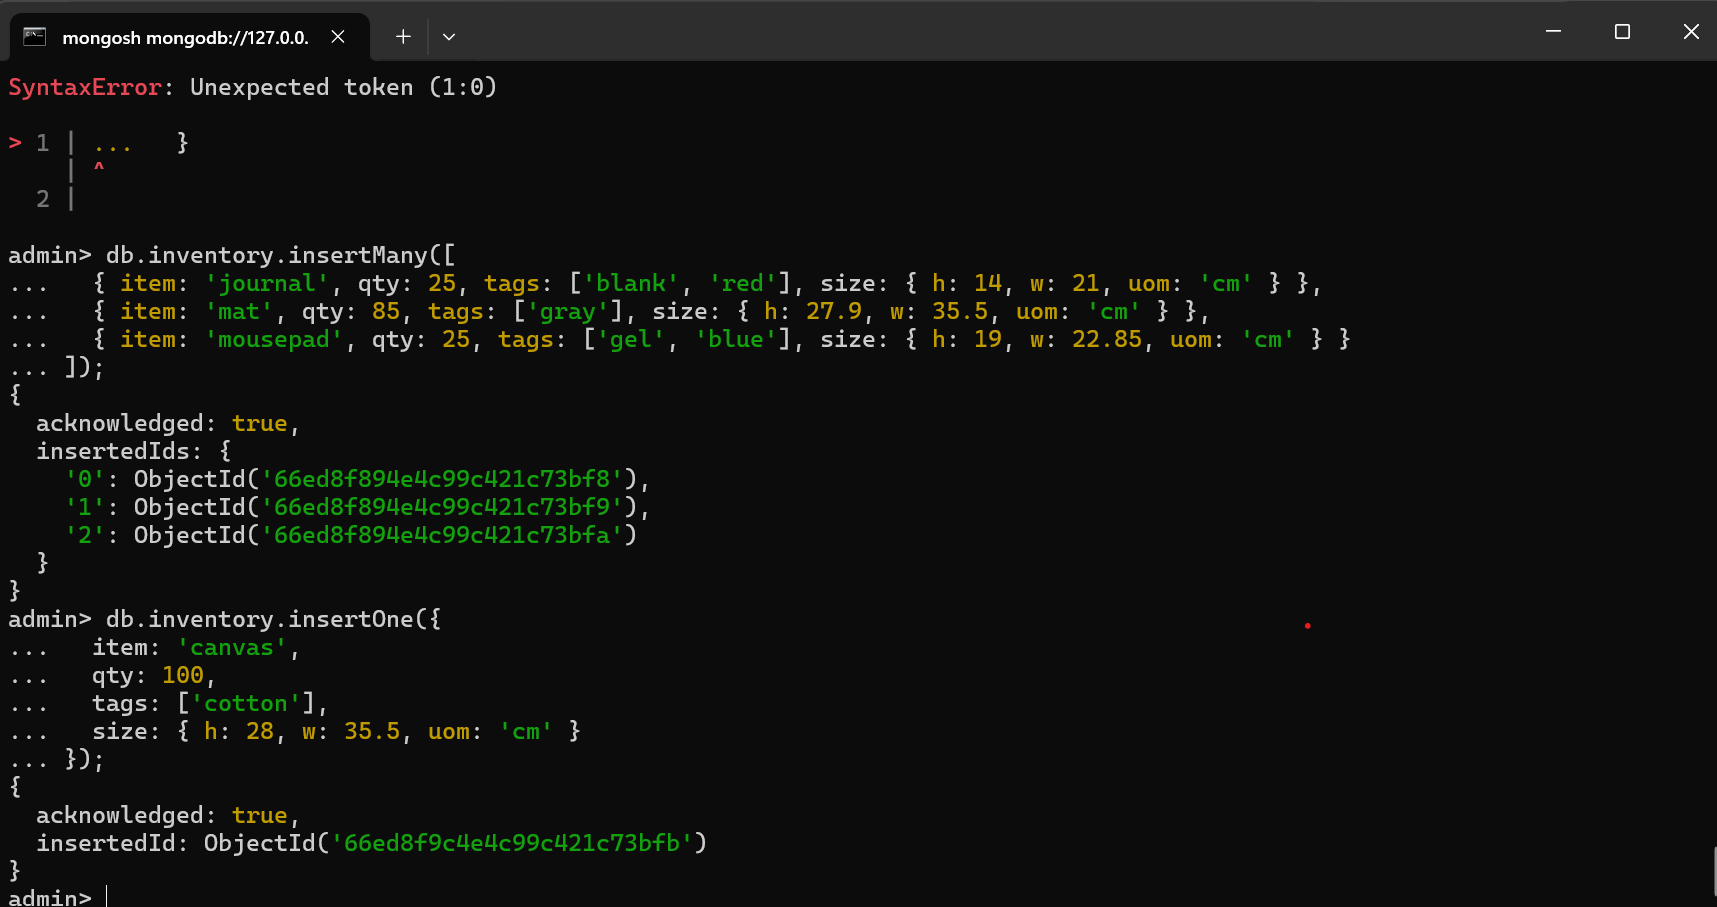 mongosh mongodb://127.0.0.
SyntaxError: Unexpected token (1:0)
> 1 | ...   }
    | ^
  2 |
admin> db.inventory.insertMany([
...   { item: 'journal', qty: 25, tags: ['blank', 'red'], size: { h: 14, w: 21, uom: 'cm' } },
...   { item: 'mat', qty: 85, tags: ['gray'], size: { h: 27.9, w: 35.5, uom: 'cm' } },
...   { item: 'mousepad', qty: 25, tags: ['gel', 'blue'], size: { h: 19, w: 22.85, uom: 'cm' } }
... ]);
{
  acknowledged: true,
  insertedIds: {
    '0': ObjectId('66ed8f894e4c99c421c73bf8'),
    '1': ObjectId('66ed8f894e4c99c421c73bf9'),
    '2': ObjectId('66ed8f894e4c99c421c73bfa')
  }
}
admin> db.inventory.insertOne({
...   item: 'canvas',
...   qty: 100,
...   tags: ['cotton'],
...   size: { h: 28, w: 35.5, uom: 'cm' }
... });
{
  acknowledged: true,
  insertedId: ObjectId('66ed8f9c4e4c99c421c73bfb')
}
admin>